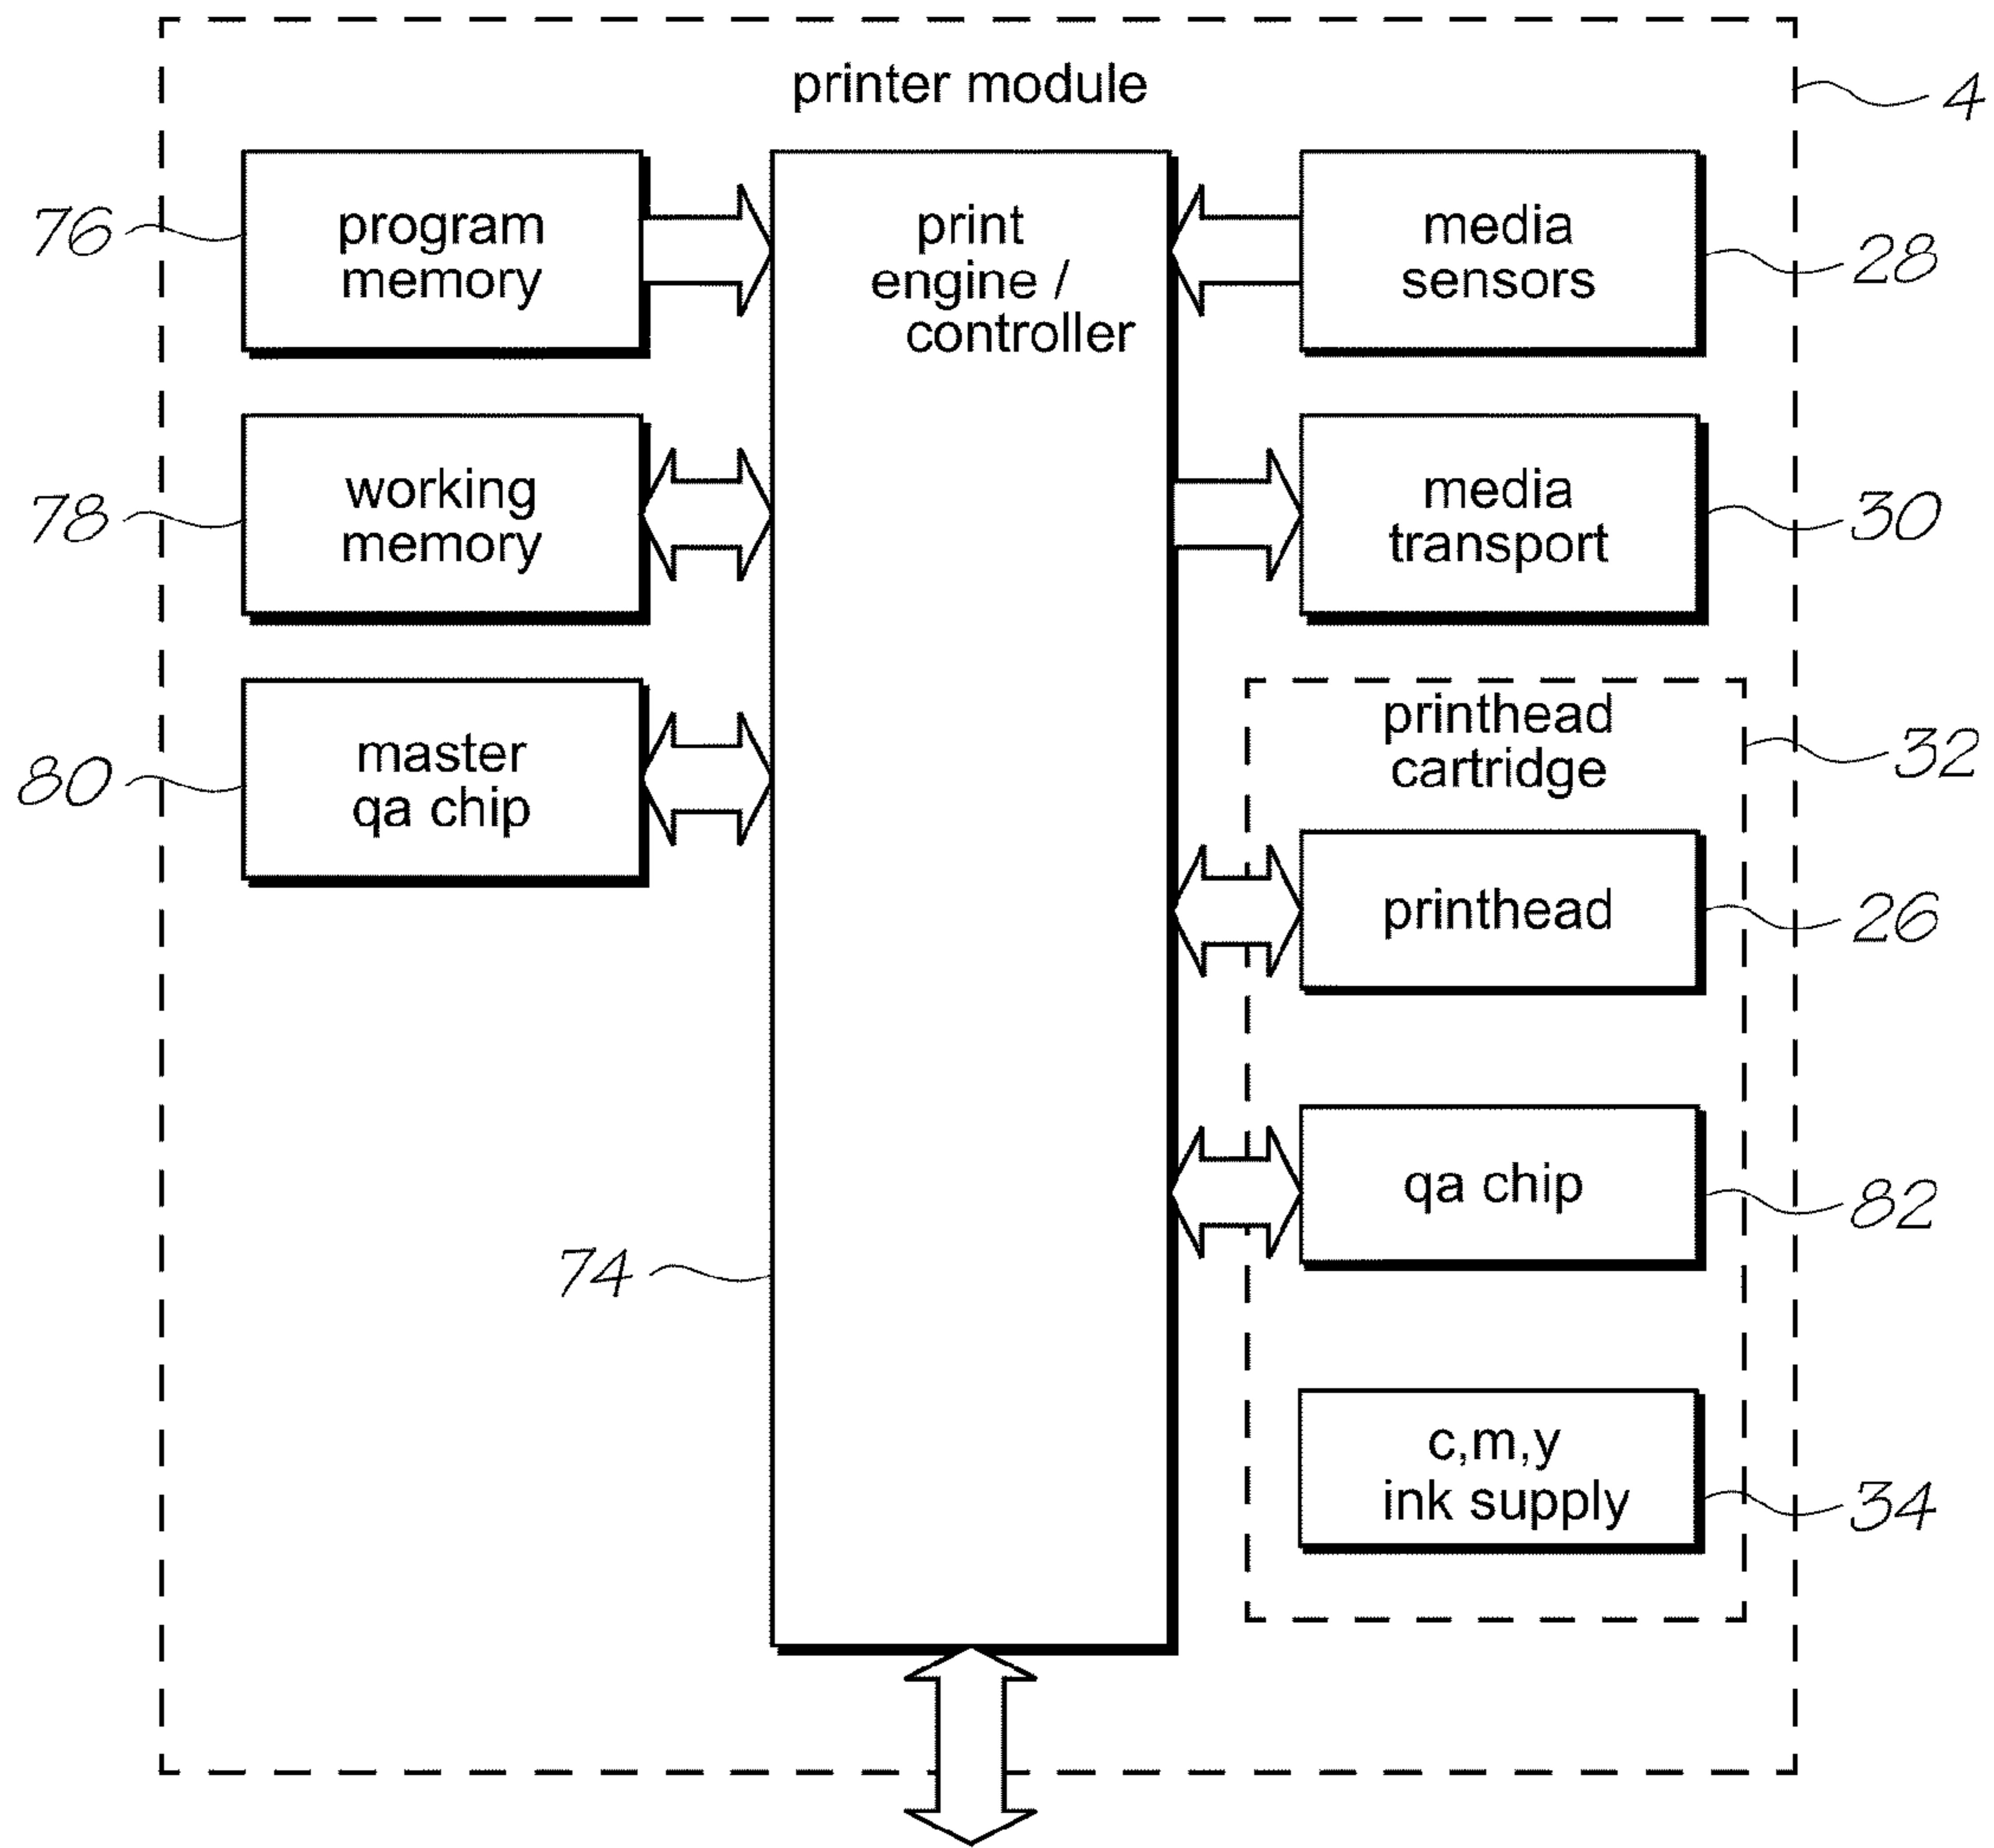 printer module
4
76
program
memory
print
engine /
controller
media
sensors
28
78
working
memory
media
transport
30
80
master
qa chip
printhead
cartridge
32
printhead
26
qa chip
82
74
c,m,y
ink supply
34